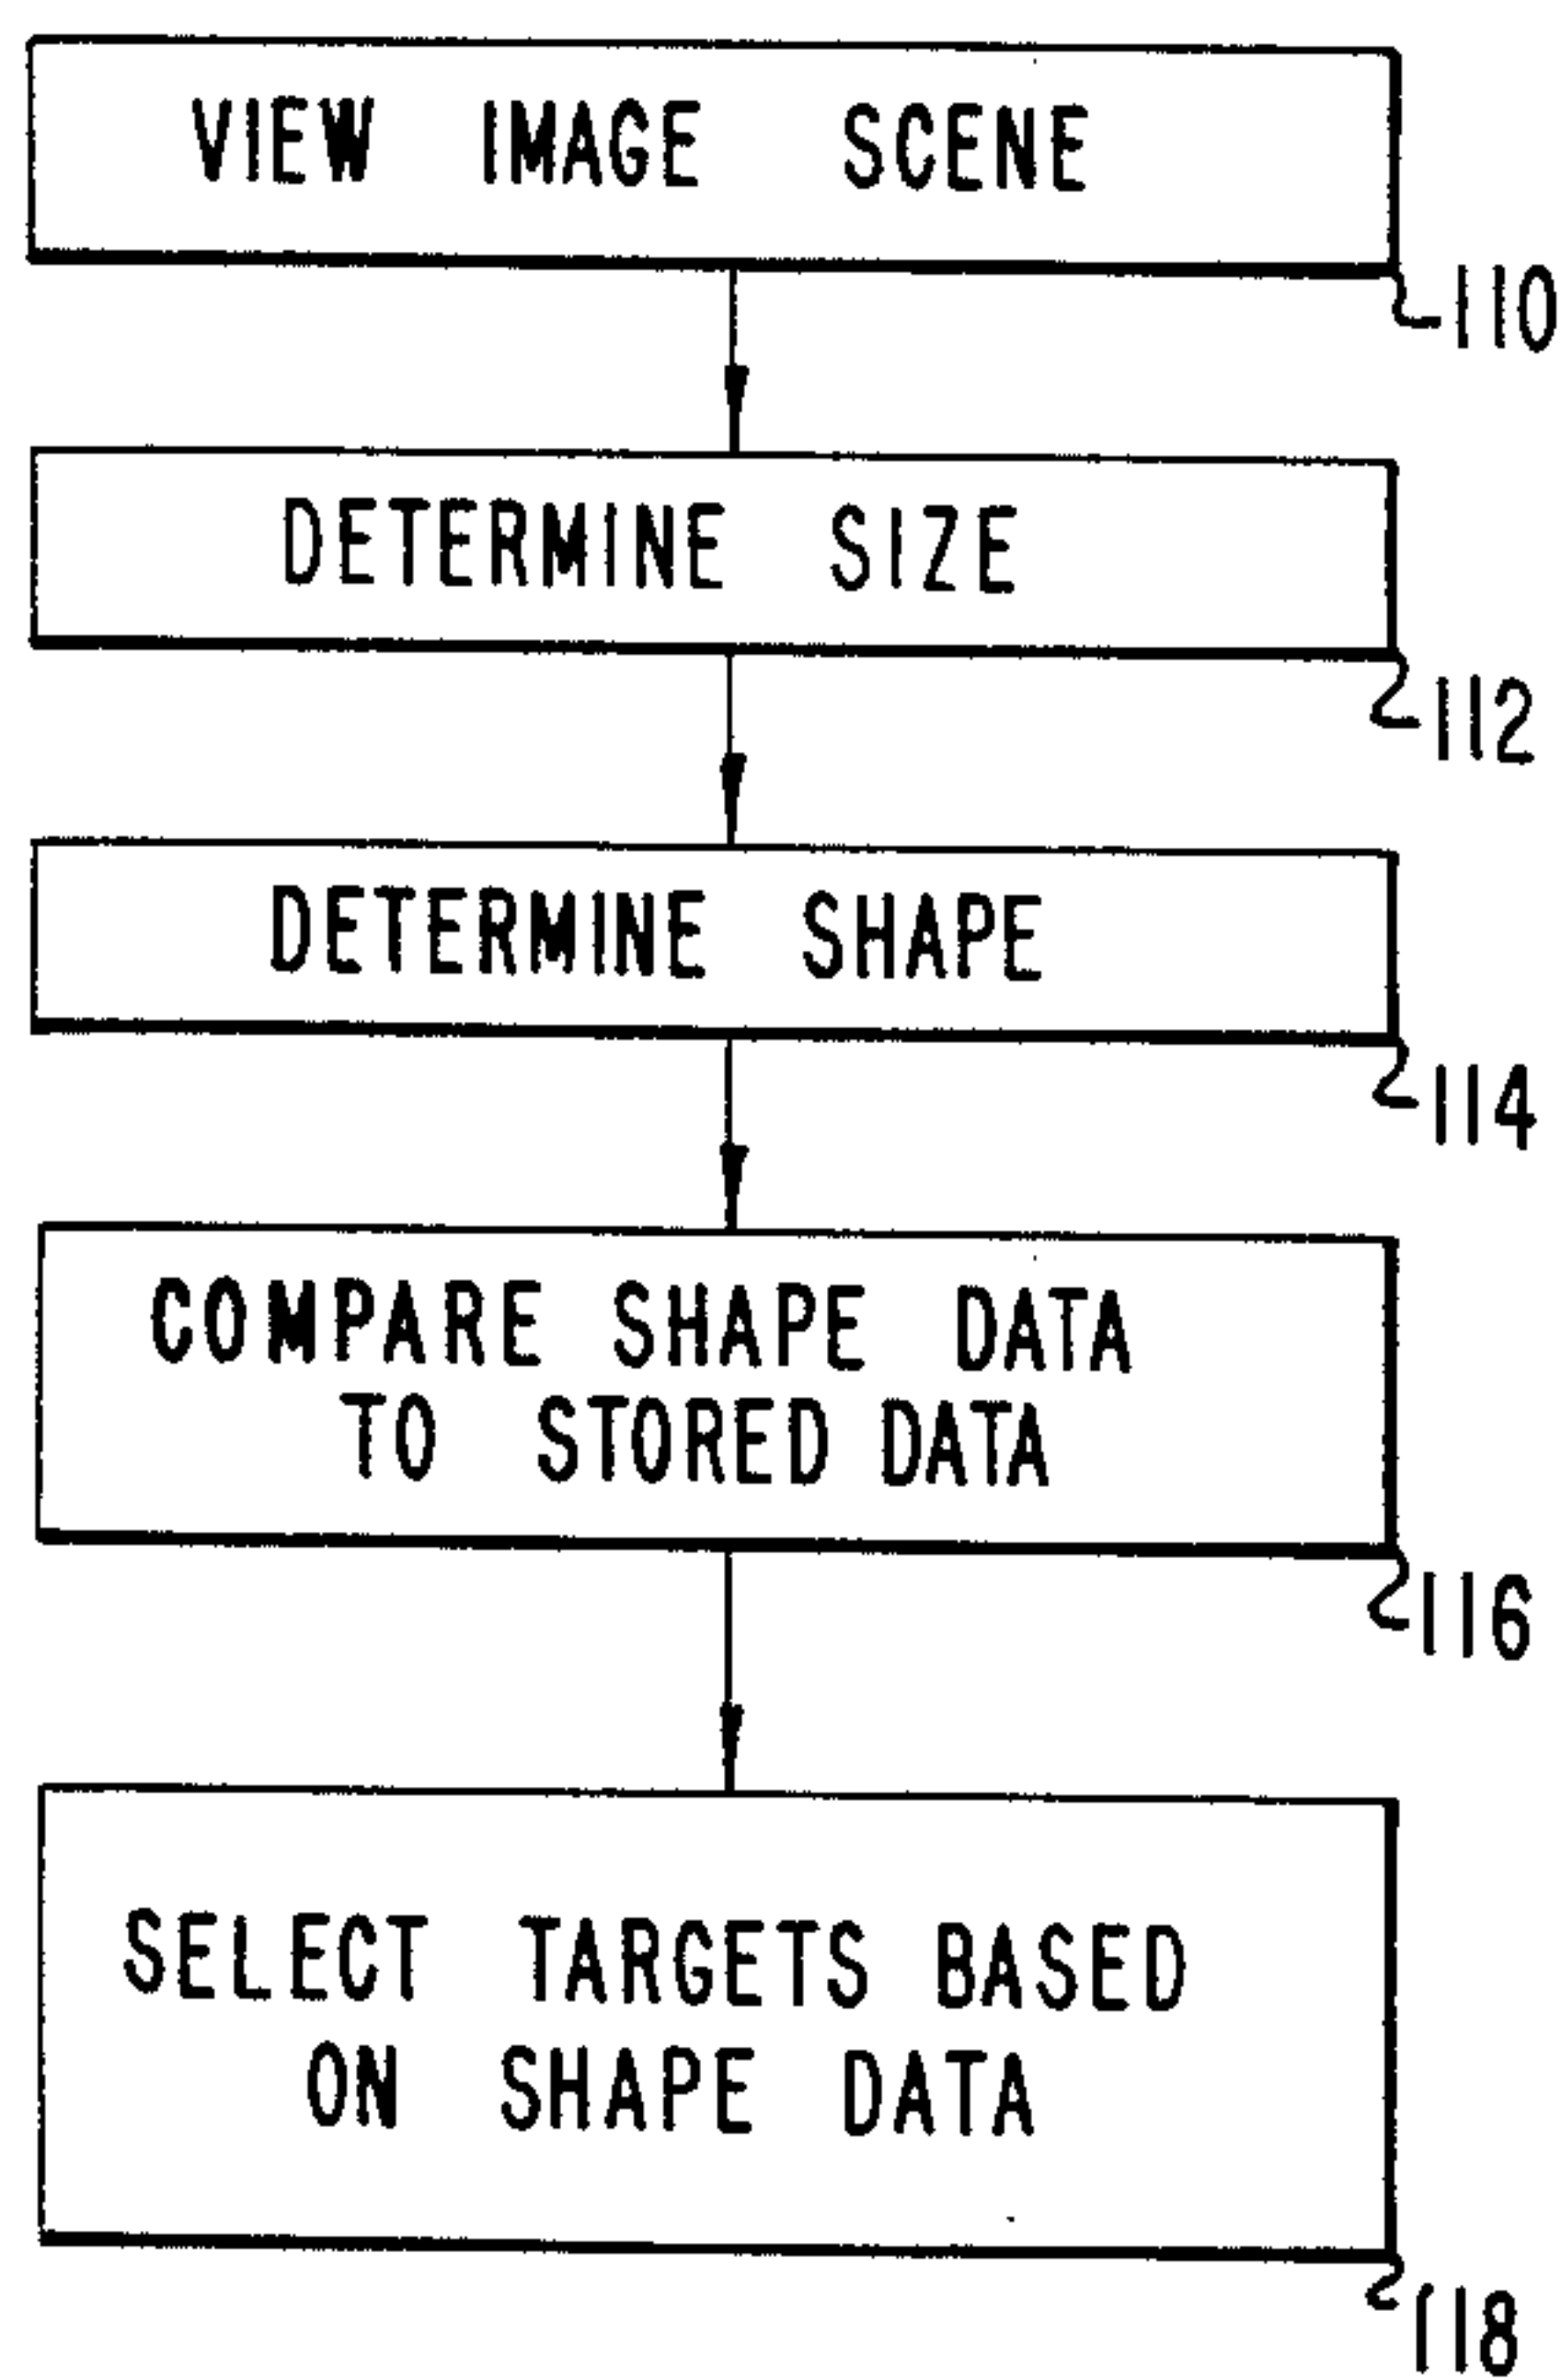 VIEW IMAGE SCENE
110
DETERMINE SIZE
112
DETERMINE SHAPE
114
COMPARE SHAPE DATA
TO STORED DATA
116
SELECT TARGETS BASED
ON SHAPE DATA
118